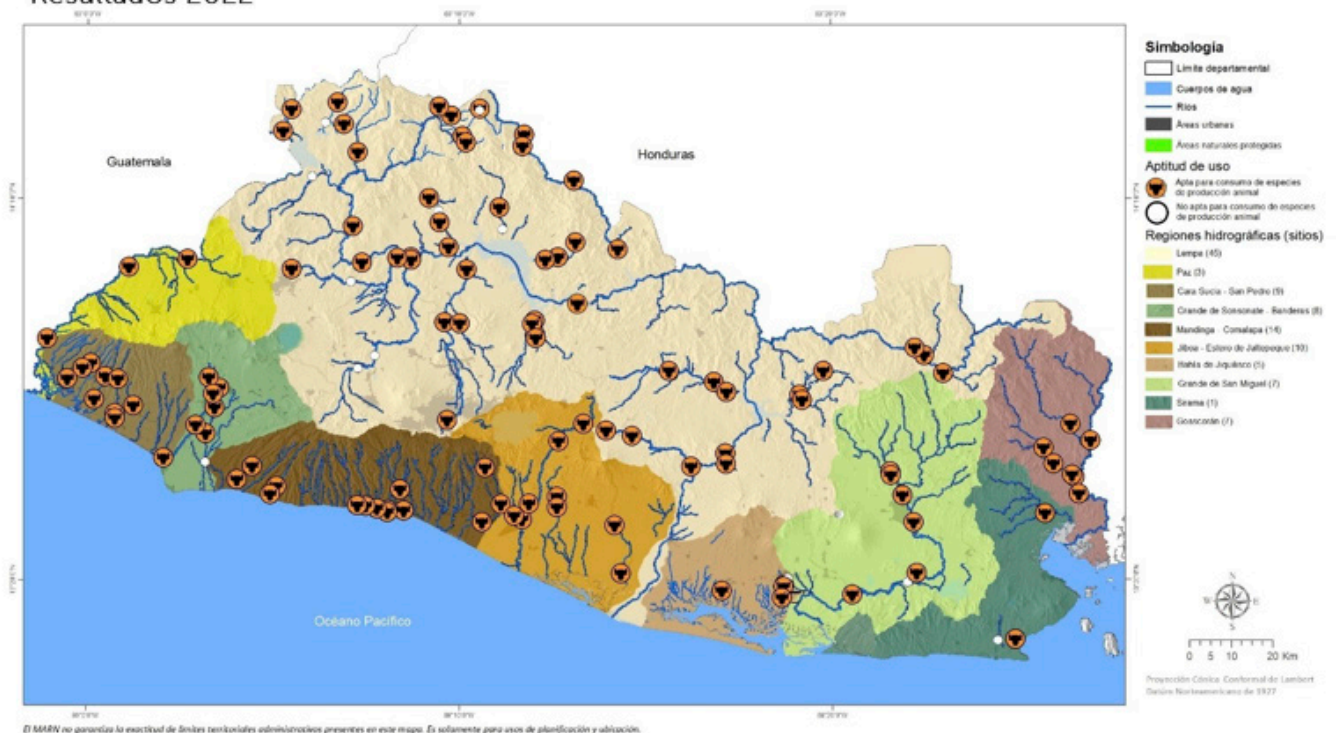 Resultados 2022
Guatemala
Honduras
Océano Pacífico
Simbología
Límite departamental
Cuerpos de agua
Ríos
Áreas urbanas
Áreas naturales protegidas
Aptitud de uso
Apta para consumo de especies
de producción animal
No apta para consumo de especies
de producción animal
Regiones hidrográficas (sitios)
Lempa (45)
Paz (3)
Cara Sucia - San Pedro (9)
Grande de Sonsonate - Banderas (8)
Mandinga - Comalapa (14)
Jiboa - Estero de Jaltepeque (10)
Bahía de Jiquilisco (5)
Grande de San Miguel (7)
Sirama (1)
Goascorán (7)
N
W
E
S
0 5 10 20 Km
Proyección Cónica Conformal de Lambert
Datúm Norteamericano de 1927
El MARN no garantiza la exactitud de límites territoriales administrativos presentes en este mapa. Es solamente para usos de planificación y ubicación.